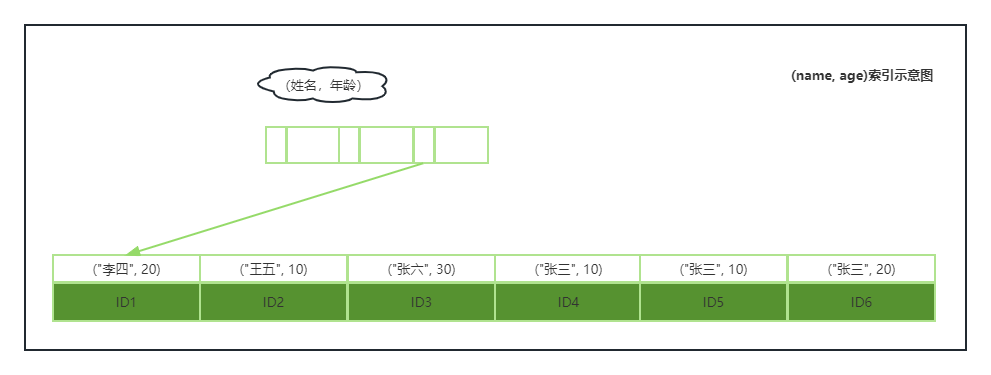 (name, age)索引示意图
(姓名，年龄)
("李四", 20) ("王五", 10) ("张六", 30) ("张三", 10) ("张三", 10) ("张三", 20)
ID1 ID2 ID3 ID4 ID5 ID6